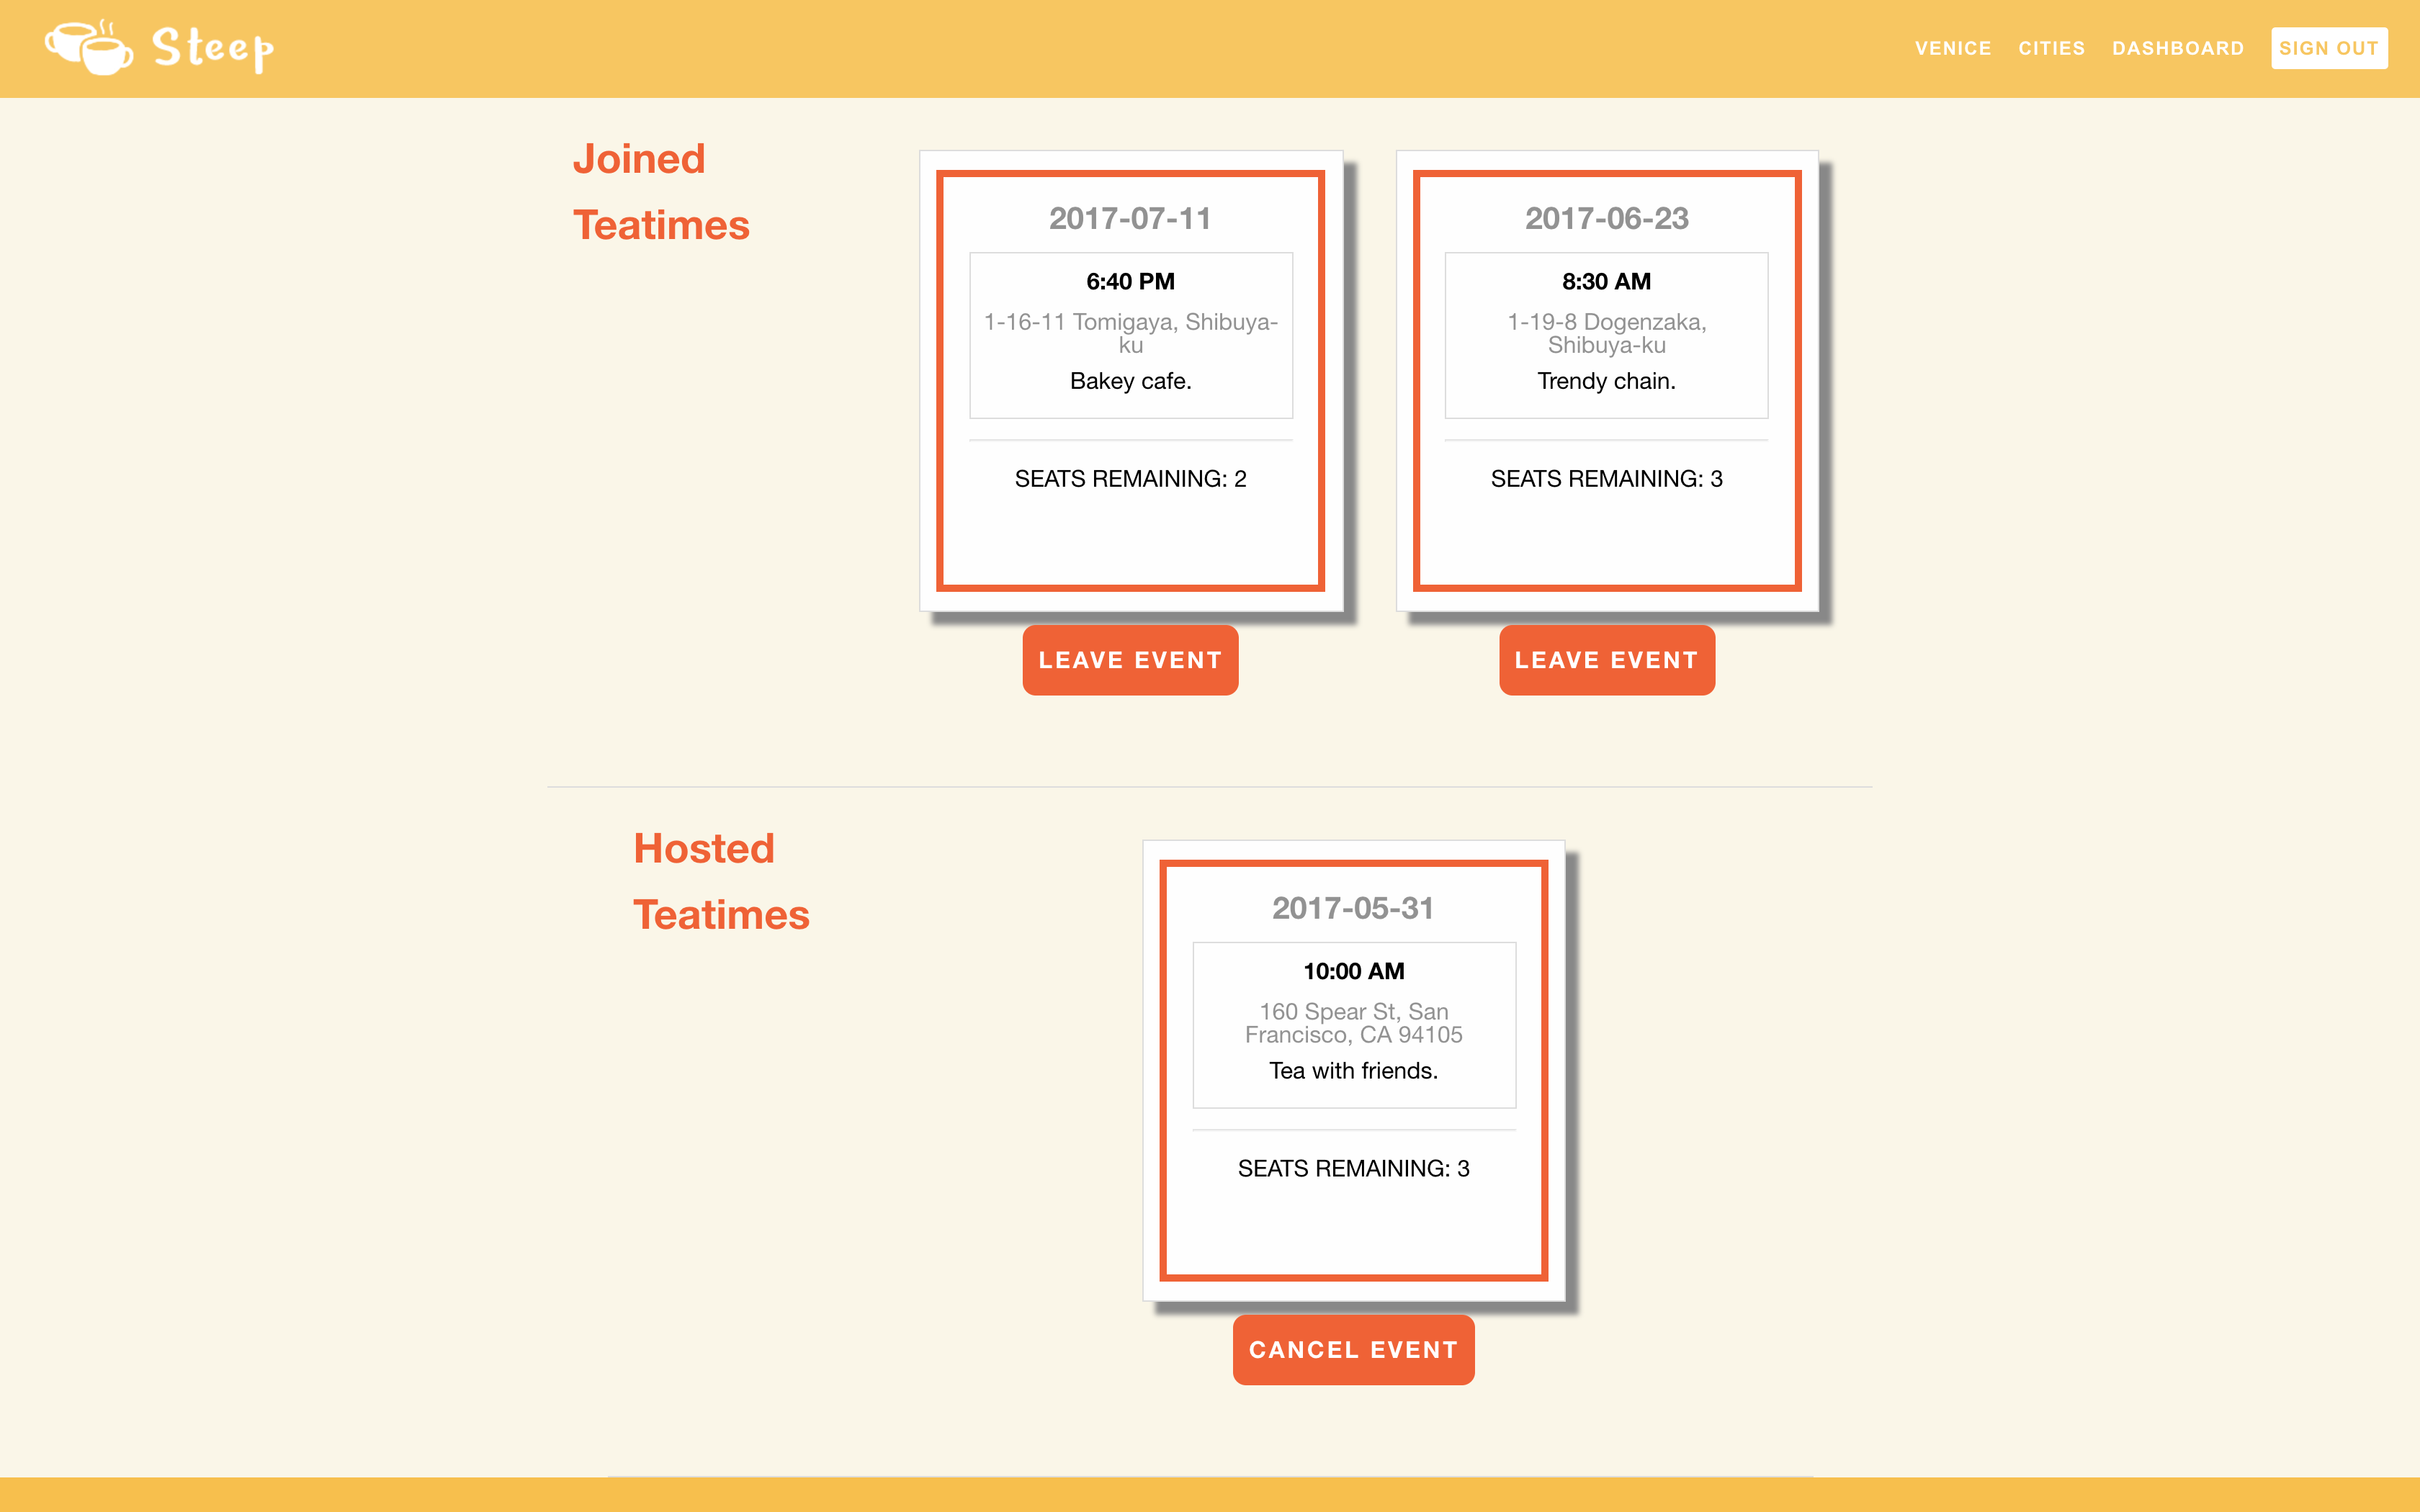 Steep
VENICE CITIES DASHBOARD SIGN OUT
Joined
Teatimes
2017-07-11
6:40 PM
1-16-11 Tomigaya, Shibuya-
ku
Bakey cafe.
SEATS REMAINING: 2
LEAVE EVENT
2017-06-23
8:30 AM
1-19-8 Dogenzaka,
Shibuya-ku
Trendy chain.
SEATS REMAINING: 3
LEAVE EVENT
Hosted
Teatimes
2017-05-31
10:00 AM
160 Spear St, San
Francisco, CA 94105
Tea with friends.
SEATS REMAINING: 3
CANCEL EVENT